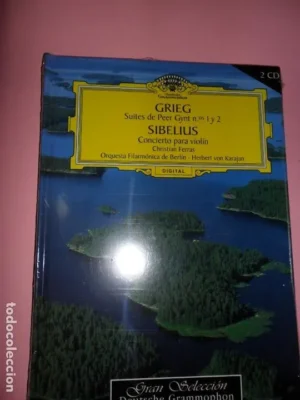 2 CD
GRIEG
Suites de Peer Gynt n.os 1 y 2
SIBELIUS
Concierto para violín
Christian Ferras
Orquesta Filarmónica de Berlín · Herbert von Karajan
DIGITAL
Gran Selección
Deutsche Grammophon
todocoleccion